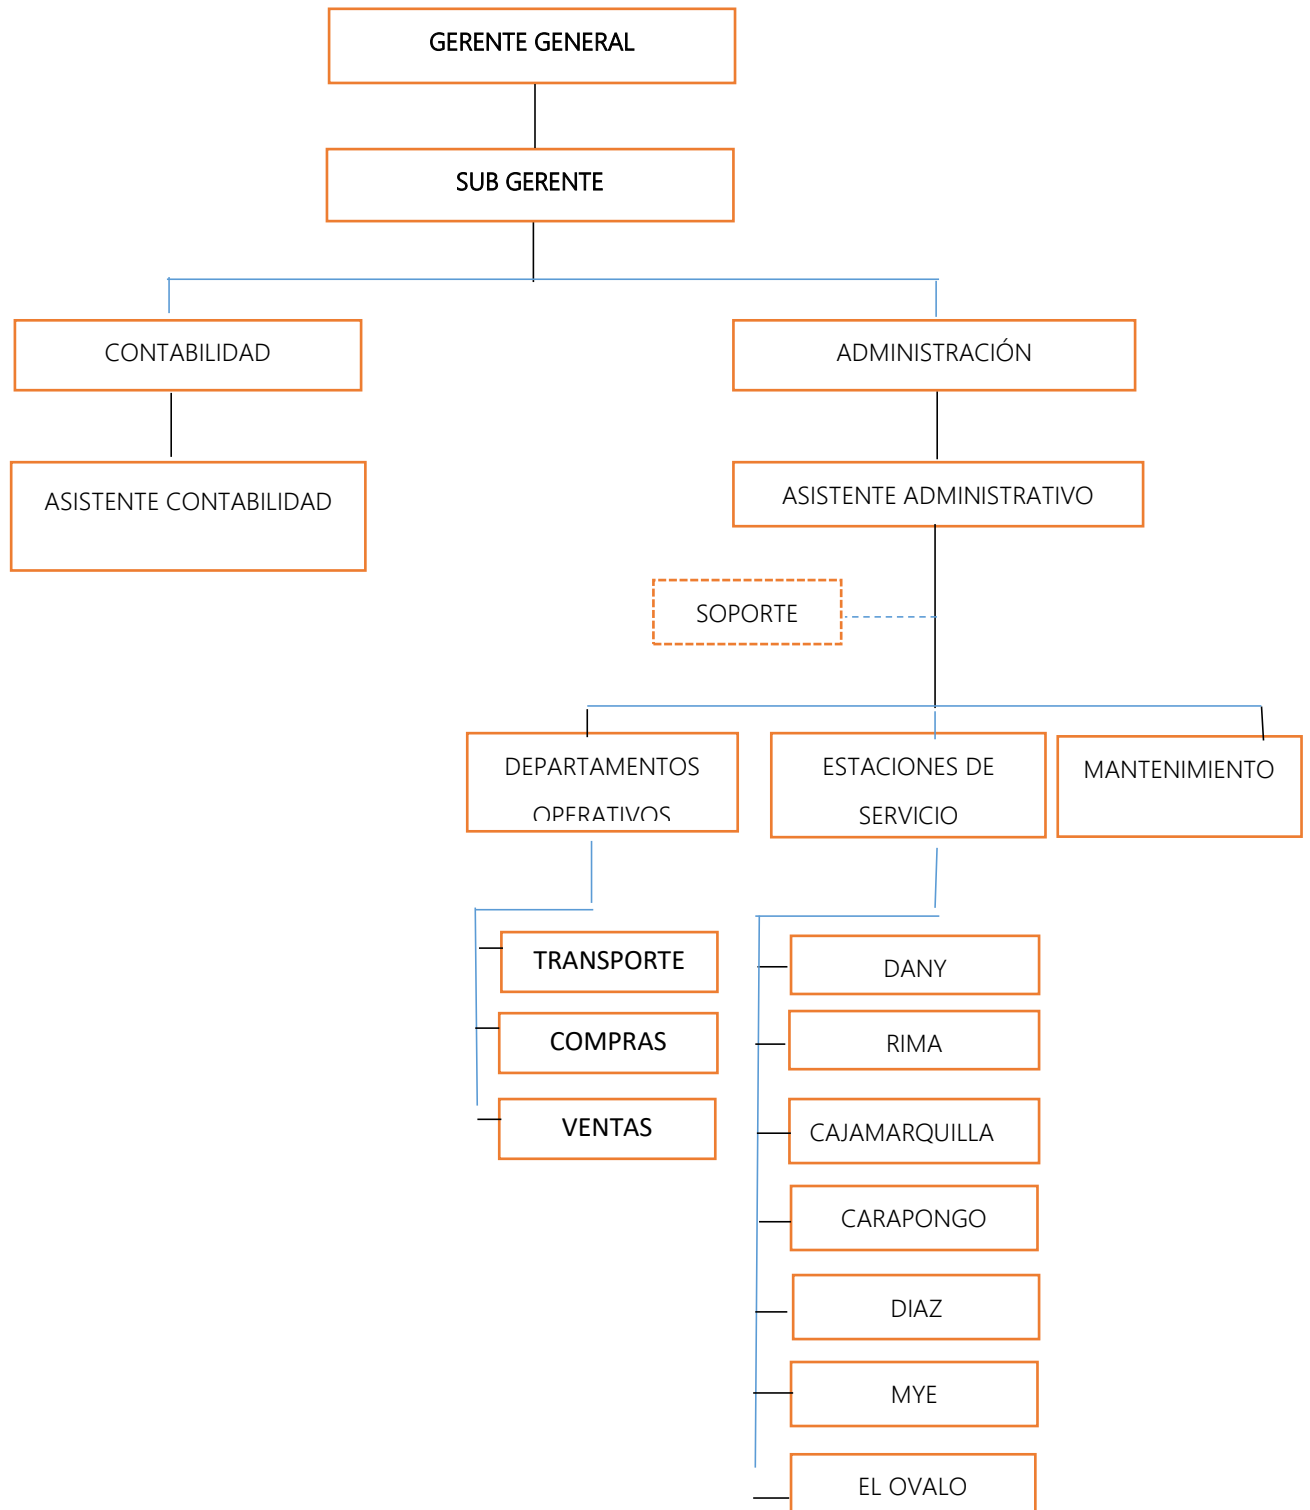 GERENTE GENERAL
SUB GERENTE
CONTABILIDAD
ADMINISTRACIÓN
ASISTENTE CONTABILIDAD
ASISTENTE ADMINISTRATIVO
SOPORTE
DEPARTAMENTOS
OPERATIVOS
ESTACIONES DE
SERVICIO
MANTENIMIENTO
TRANSPORTE
COMPRAS
VENTAS
DANY
RIMA
CAJAMARQUILLA
CARAPONGO
DIAZ
MYE
EL OVALO